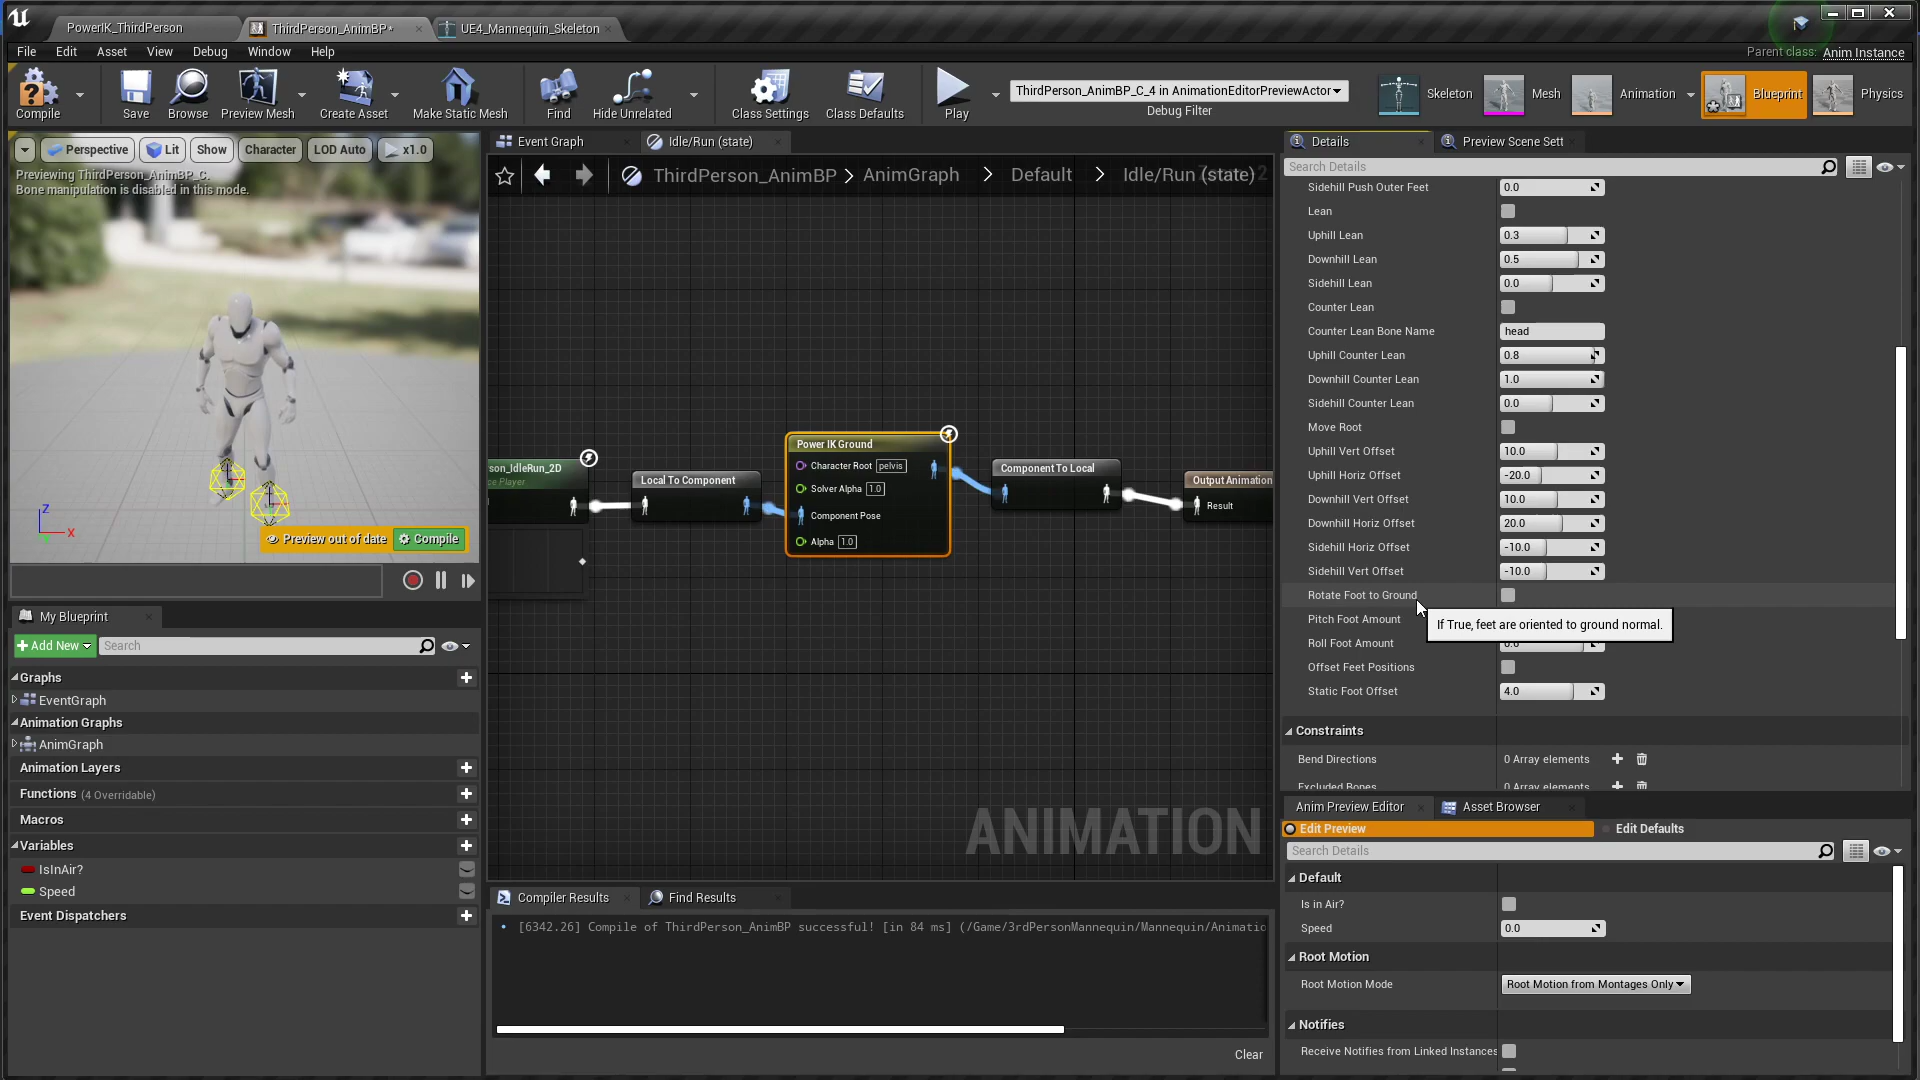 PowerIK_ThirdPerson
ThirdPerson_AnimBP*
UE4_Mannequin_Skeleton
File Edit Asset View Debug Window Help
Parent class: Anim Instance
Compile
Save
Browse
Preview Mesh
Create Asset
Make Static Mesh
Find
Hide Unrelated
Class Settings
Class Defaults
Play
ThirdPerson_AnimBP_C_4 in AnimationEditorPreviewActor
Debug Filter
Skeleton
Mesh
Animation
Blueprint
Physics
Perspective
Lit
Show
Character
LOD Auto
x1.0
Previewing ThirdPerson_AnimBP_C.
Bone manipulation is disabled in this mode.
Z
X
Preview out of date
Compile
My Blueprint
Add New
Search
Graphs
EventGraph
Animation Graphs
AnimGraph
Animation Layers
Functions (4 Overridable)
Macros
Variables
IsInAir?
Speed
Event Dispatchers
Event Graph
Idle/Run (state)
ThirdPerson_AnimBP > AnimGraph > Default > Idle/Run (state)
son_IdleRun_2D
ce Player
Local To Component
Power IK Ground
Character Root pelvis
Solver Alpha 1.0
Component Pose
Alpha 1.0
Component To Local
Output Animation
Result
ANIMATION
Compiler Results
Find Results
[6342.26] Compile of ThirdPerson_AnimBP successful! [in 84 ms] (/Game/3rdPersonMannequin/Mannequin/Animatio
Clear
Details
Preview Scene Sett
Search Details
Sidehill Push Outer Feet 0.0
Lean
Uphill Lean 0.3
Downhill Lean 0.5
Sidehill Lean 0.0
Counter Lean
Counter Lean Bone Name head
Uphill Counter Lean 0.8
Downhill Counter Lean 1.0
Sidehill Counter Lean 0.0
Move Root
Uphill Vert Offset 10.0
Uphill Horiz Offset -20.0
Downhill Vert Offset 10.0
Downhill Horiz Offset 20.0
Sidehill Horiz Offset -10.0
Sidehill Vert Offset -10.0
Rotate Foot to Ground
Pitch Foot Amount
If True, feet are oriented to ground normal.
Roll Foot Amount
Offset Feet Positions
Static Foot Offset 4.0
Constraints
Bend Directions 0 Array elements
Excluded Bones 0 Array elements
Anim Preview Editor
Asset Browser
Edit Preview
Edit Defaults
Search Details
Default
Is in Air?
Speed 0.0
Root Motion
Root Motion Mode Root Motion from Montages Only
Notifies
Receive Notifies from Linked Instances